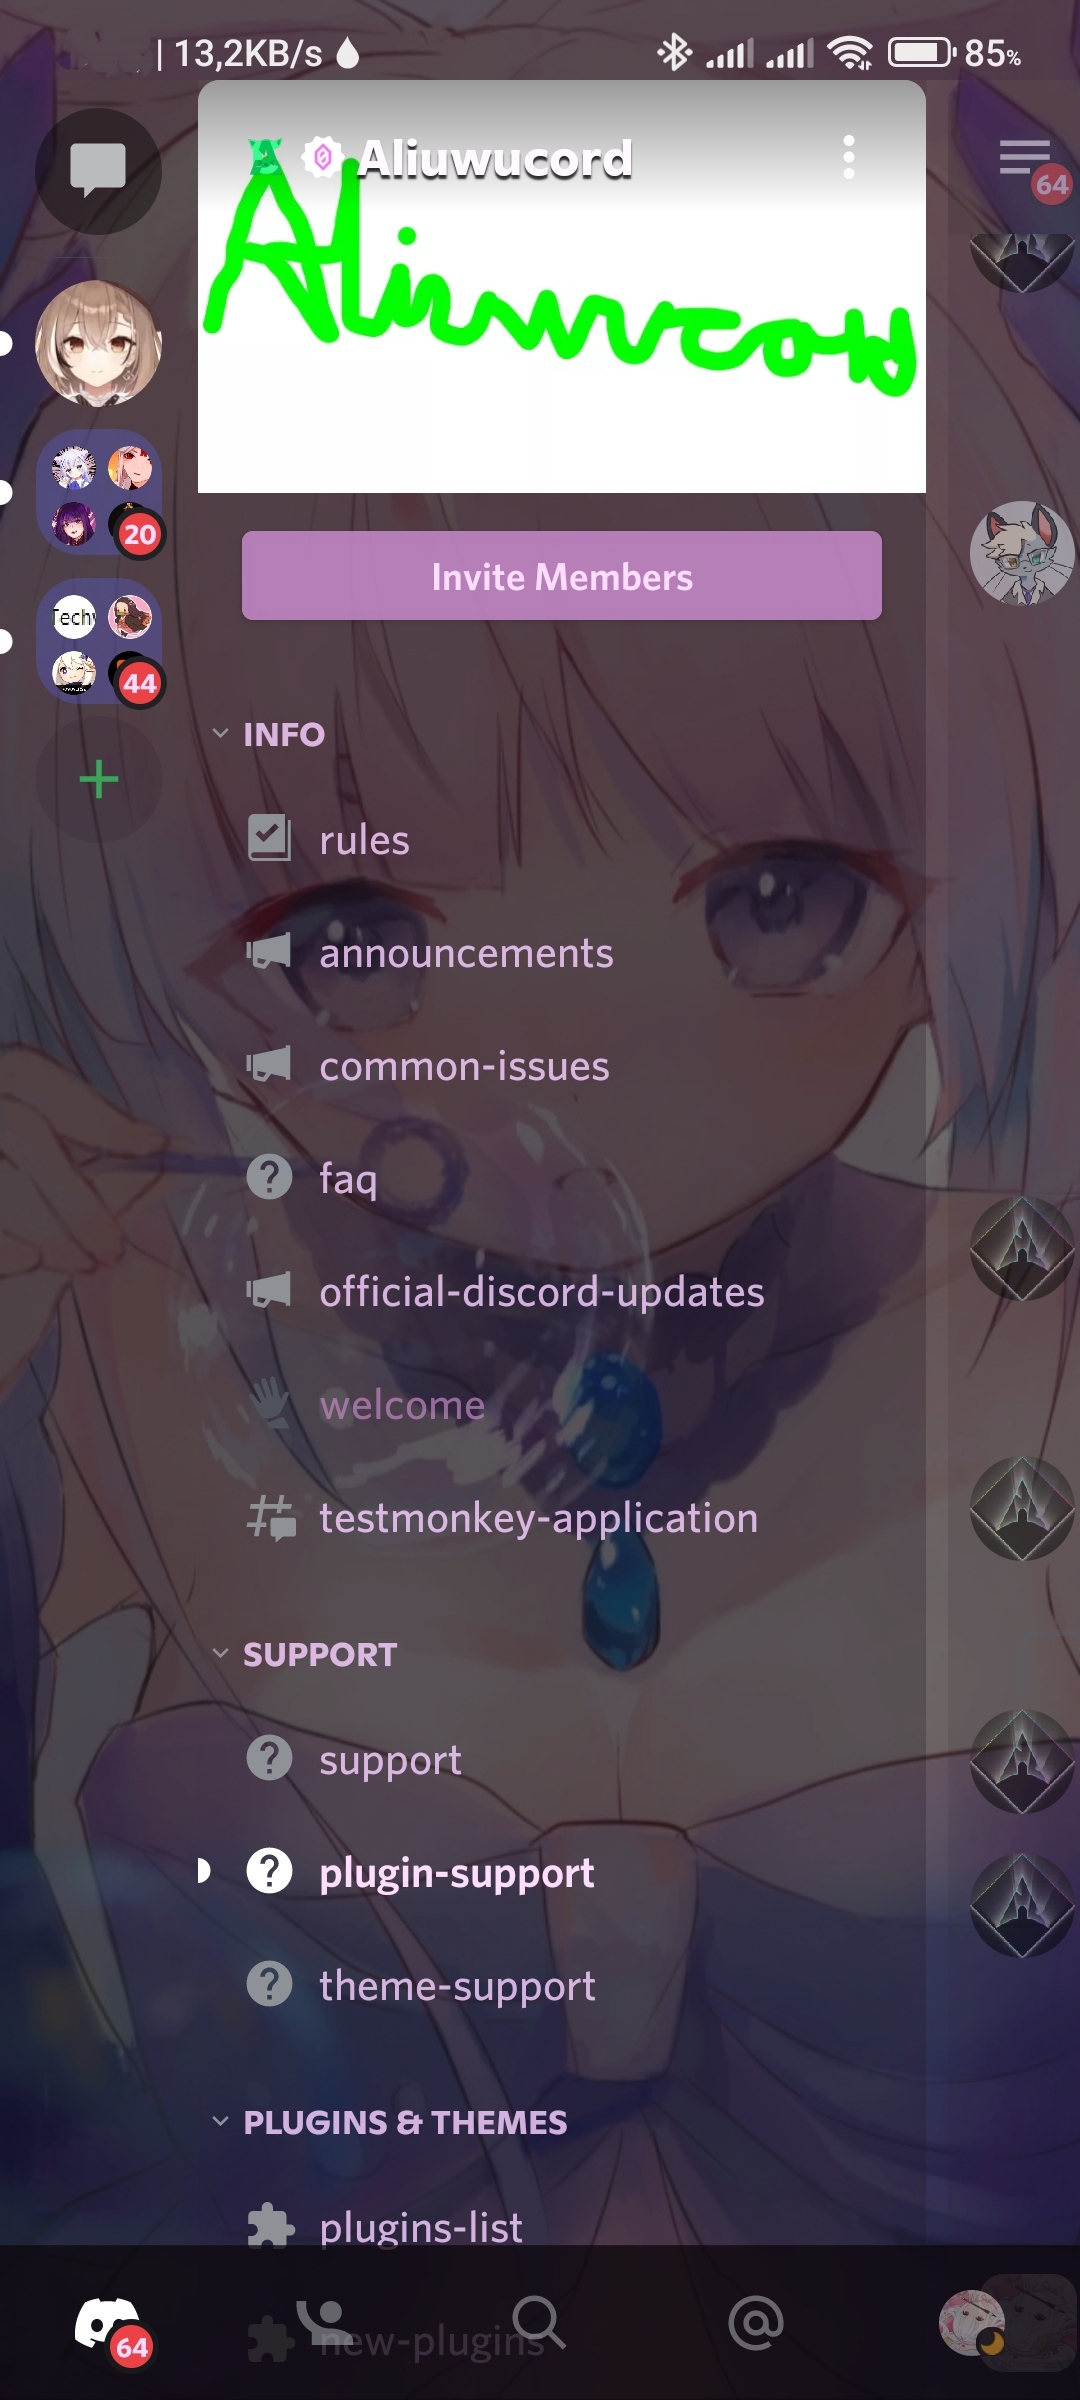 | 13,2KB/s
85%
Aliuwucord
64
Aliuwucord
Invite Members
20
Tech
44
INFO
rules
announcements
common-issues
faq
official-discord-updates
welcome
testmonkey-application
SUPPORT
support
plugin-support
theme-support
PLUGINS & THEMES
plugins-list
new-plugins
64